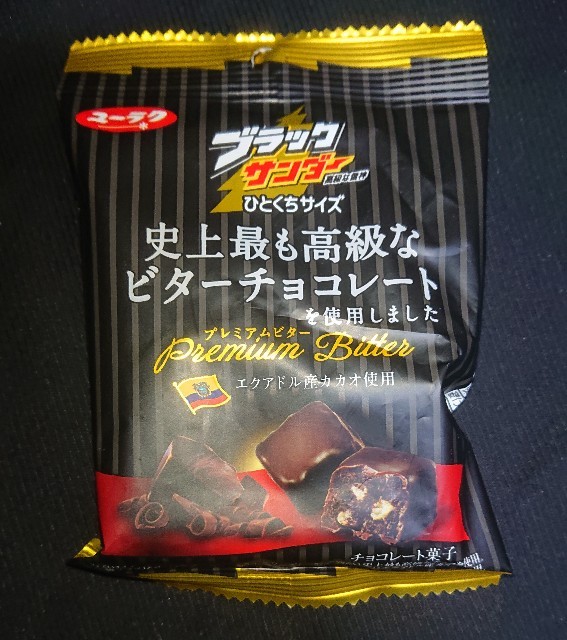 ユーラク
ブラック
サンダー
ひとくちサイズ
史上最も高級な
ビターチョコレート
を使用しました
プレミアムビター
Premium Bitter
エクアドル産カカオ使用
チョコレート菓子